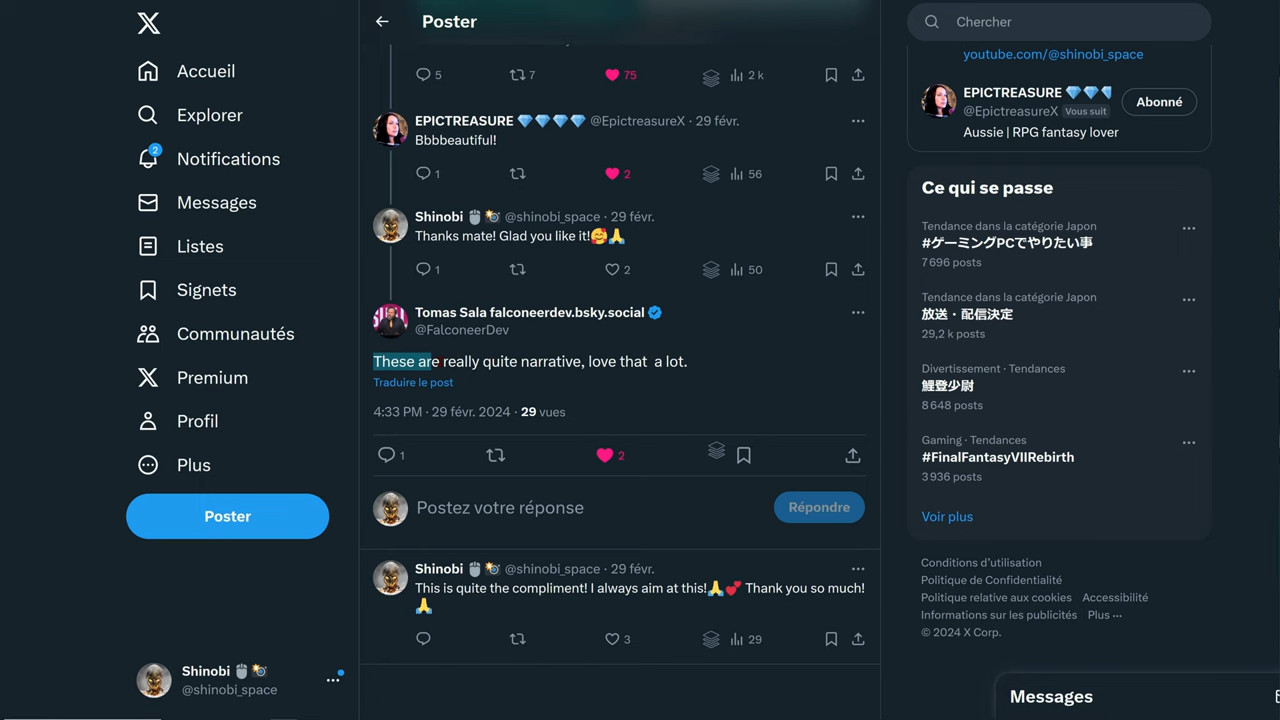 Accueil
Explorer
2
Notifications
Messages
Listes
Signets
Communautés
Premium
Profil
Plus
Poster
Shinobi
@shinobi_space
Poster
5
7
75
2 k
EPICTREASURE 💎💎💎💎 @EpictreasureX · 29 févr.
Bbbbeautiful!
1
2
56
Shinobi 🖱️📸 @shinobi_space · 29 févr.
Thanks mate! Glad you like it!🥰🙏
1
2
50
Tomas Sala falconeerdev.bsky.social
@FalconeerDev
These are really quite narrative, love that a lot.
Traduire le post
4:33 PM · 29 févr. 2024 · 29 vues
1
2
Postez votre réponse
Répondre
Shinobi 🖱️📸 @shinobi_space · 29 févr.
This is quite the compliment! I always aim at this!🙏💕 Thank you so much!
🙏
3
29
Chercher
youtube.com/@shinobi_space
EPICTREASURE 💎💎
@EpictreasureX Vous suit
Abonné
Aussie | RPG fantasy lover
Ce qui se passe
Tendance dans la catégorie Japon
#ゲーミングPCでやりたい事
7 696 posts
Tendance dans la catégorie Japon
放送・配信決定
29,2 k posts
Divertissement · Tendances
鯉登少尉
8 648 posts
Gaming · Tendances
#FinalFantasyVIIRebirth
3 936 posts
Voir plus
Conditions d'utilisation
Politique de Confidentialité
Politique relative aux cookies Accessibilité
Informations sur les publicités Plus ···
© 2024 X Corp.
Messages